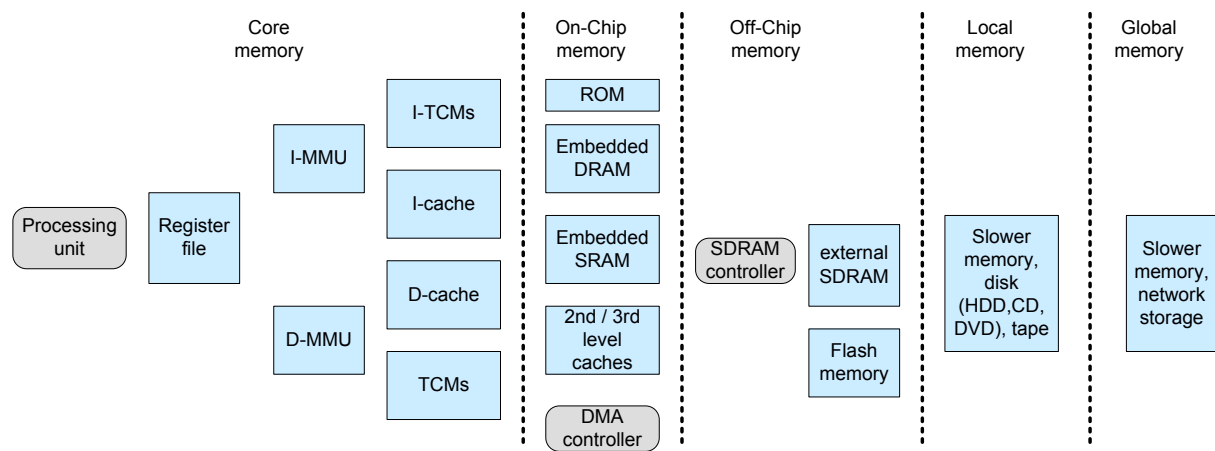 Core
memory
On-Chip
memory
Off-Chip
memory
Local
memory
Global
memory
Processing
unit
Register
file
I-MMU
D-MMU
I-TCMs
I-cache
D-cache
TCMs
ROM
Embedded
DRAM
Embedded
SRAM
2nd / 3rd
level
caches
DMA
controller
SDRAM
controller
external
SDRAM
Flash
memory
Slower
memory,
disk
(HDD,CD,
DVD), tape
Slower
memory,
network
storage